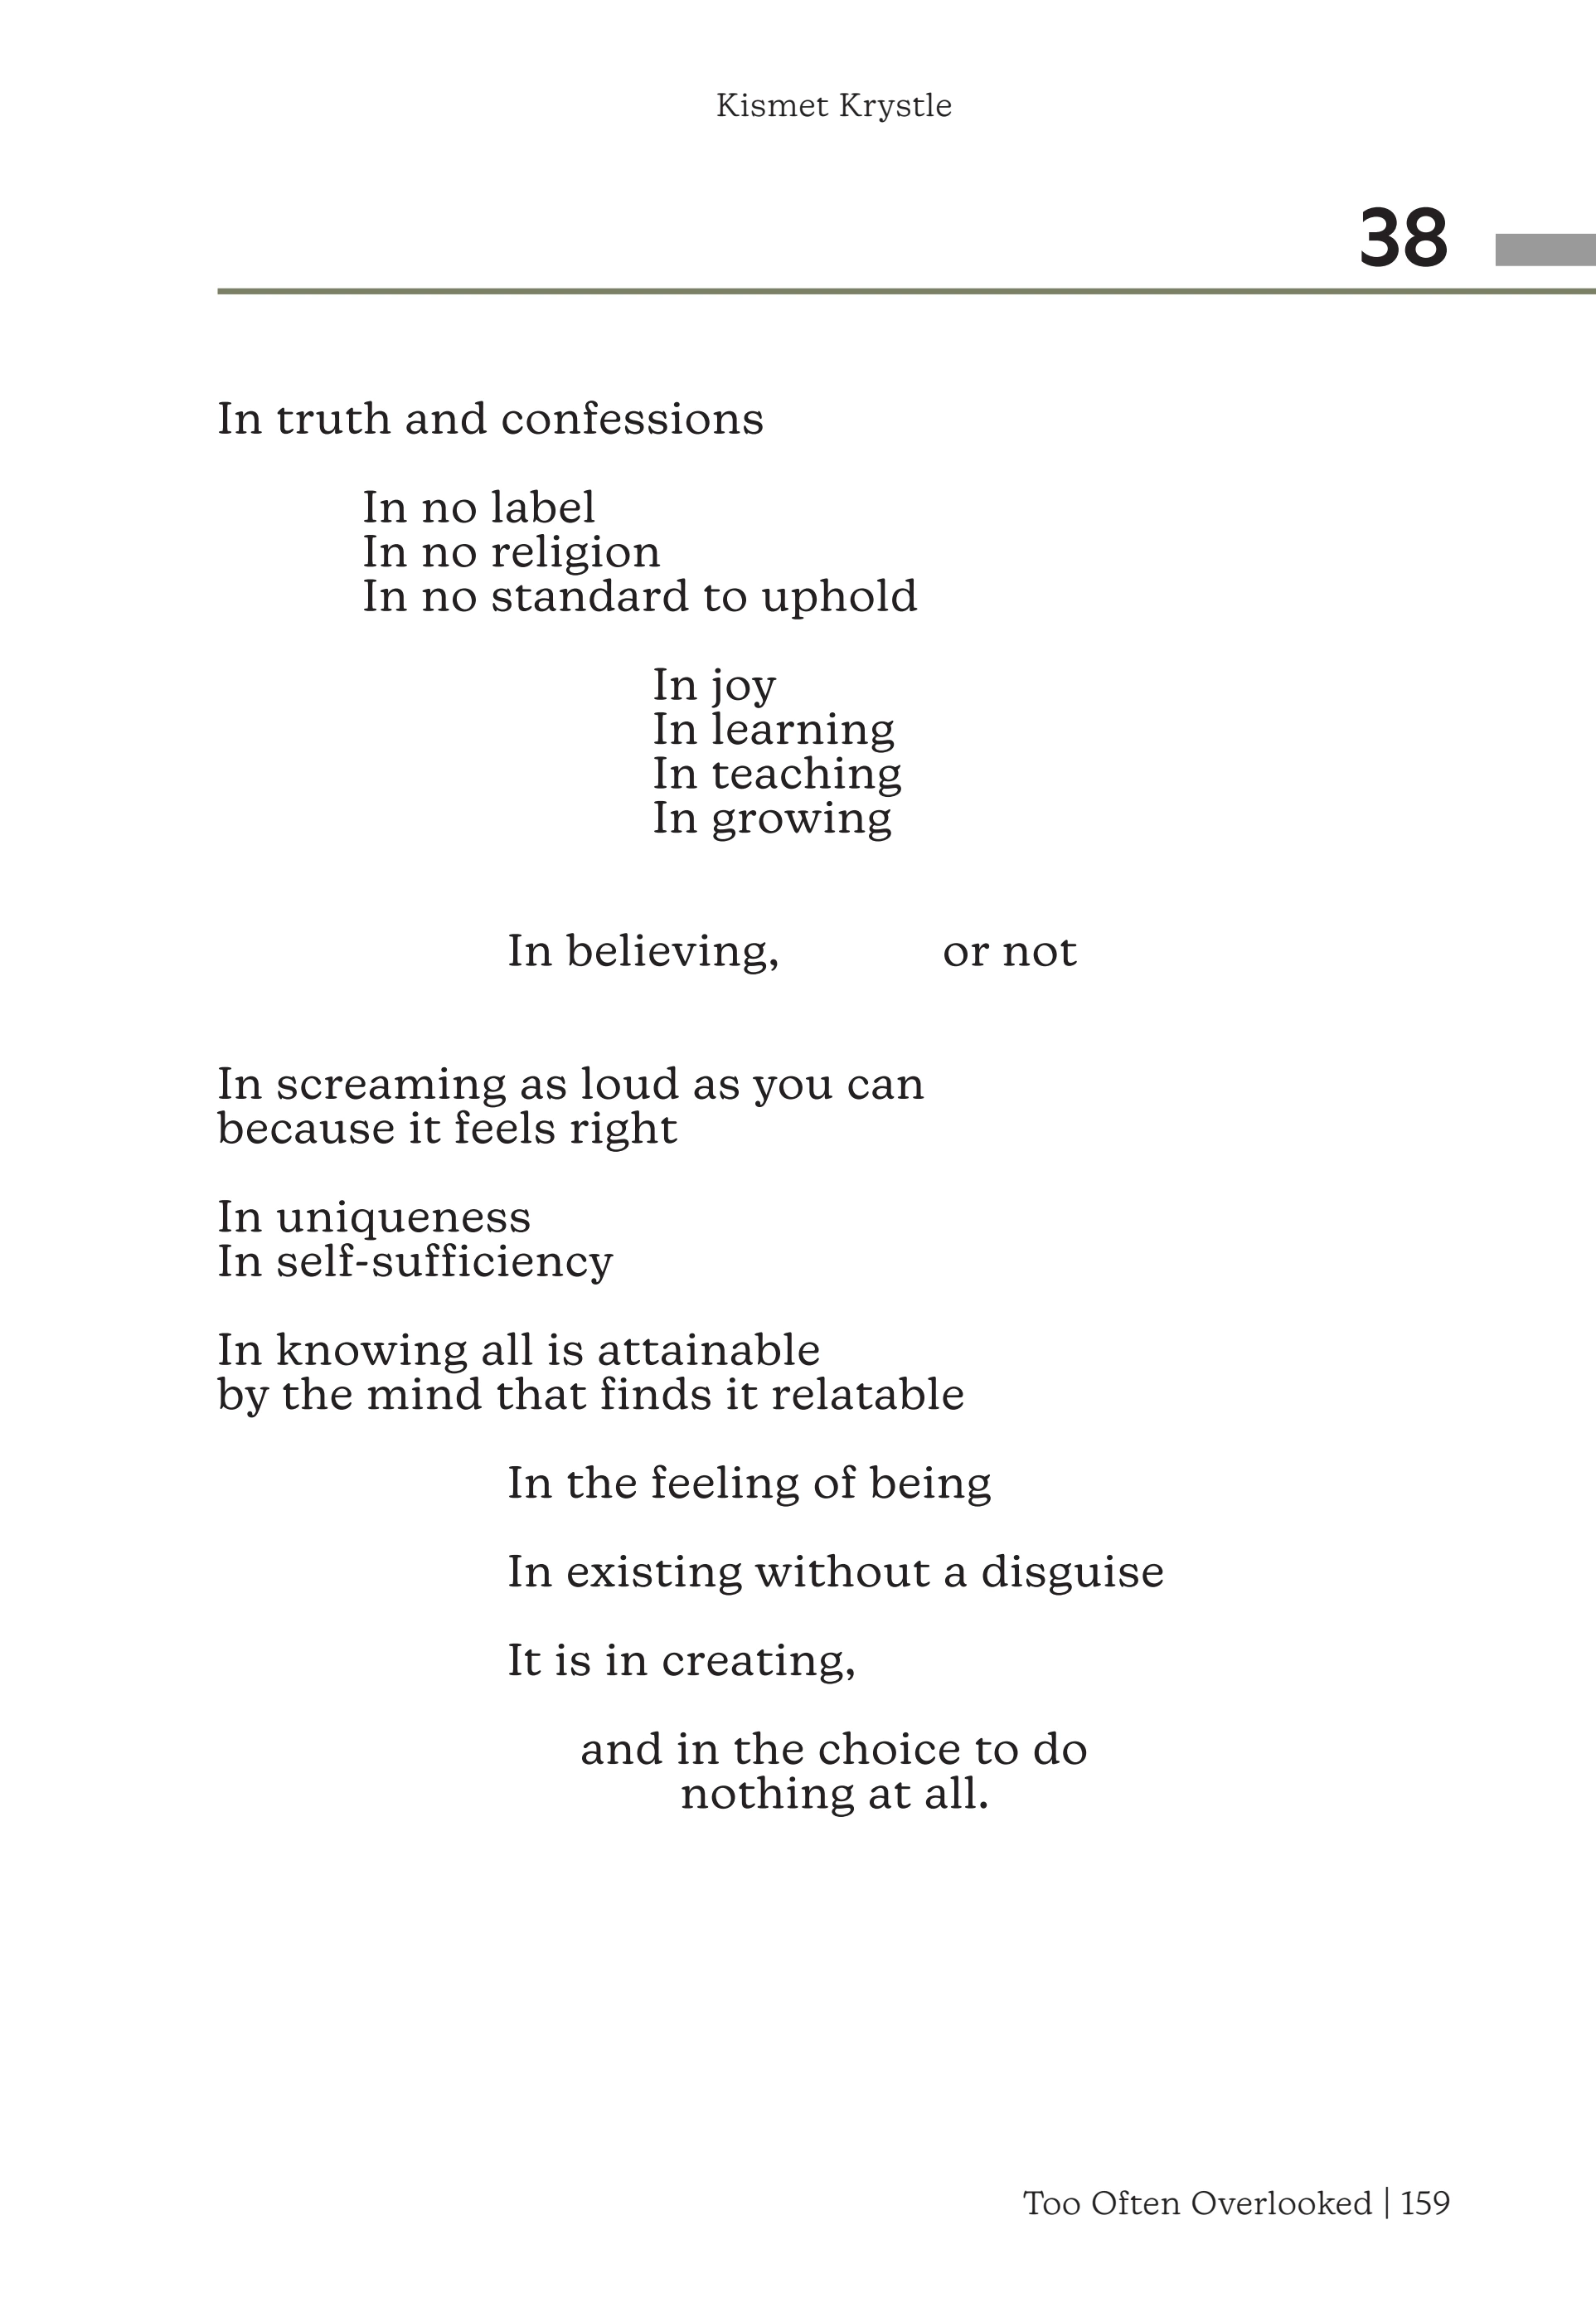 Kismet Krystle
38
In truth and confessions
In no label
In no religion
In no standard to uphold
In joy
In learning
In teaching
In growing
In believing, or not
In screaming as loud as you can
because it feels right
In uniqueness
In self-sufficiency
In knowing all is attainable
by the mind that finds it relatable
In the feeling of being
In existing without a disguise
It is in creating,
and in the choice to do
nothing at all.
Too Often Overlooked | 159